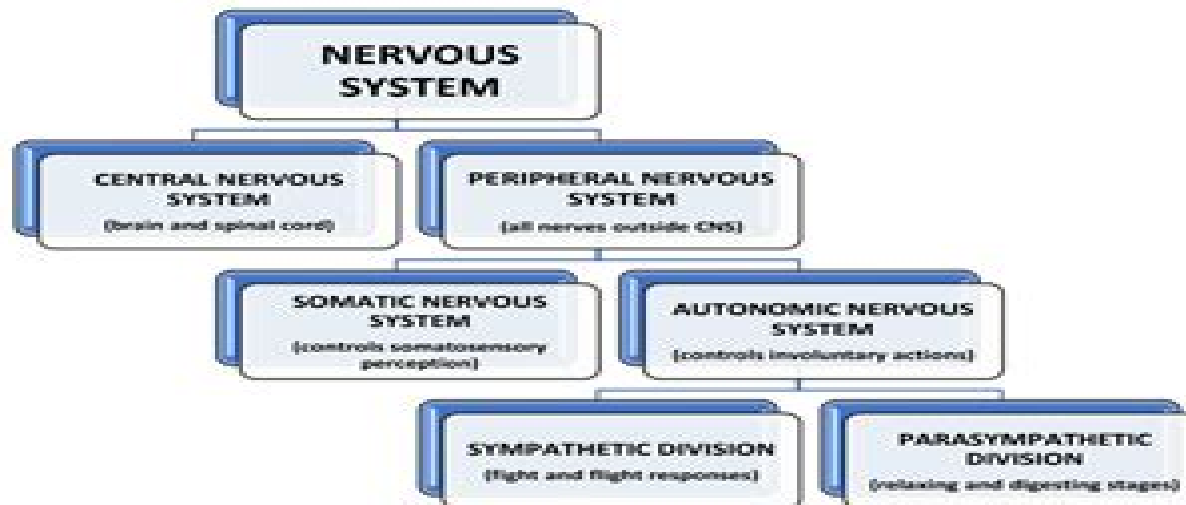 NERVOUS
SYSTEM
CENTRAL NERVOUS
SYSTEM
(brain and spinal cord)
PERIPHERAL NERVOUS
SYSTEM
(all nerves outside CNS)
SOMATIC NERVOUS
SYSTEM
(controls somatosensory
perception)
AUTONOMIC NERVOUS
SYSTEM
(controls involuntary actions)
SYMPATHETIC DIVISION
(fight and flight responses)
PARASYMPATHETIC
DIVISION
(relaxing and digesting stages)